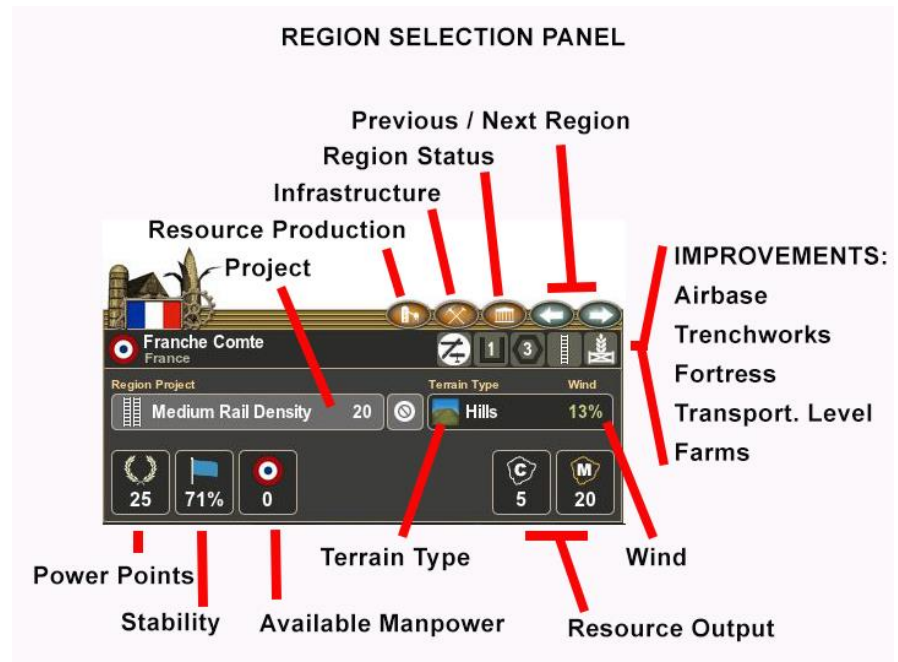 REGION SELECTION PANEL
Previous / Next Region
Region Status
Infrastructure
Resource Production
Project
IMPROVEMENTS:
Airbase
Trenchworks
Fortress
Transport. Level
Farms
Franche Comte
France
1
3
Region Project
Terrain Type
Wind
Medium Rail Density 20
Hills
13%
25
71%
0
C
5
M
20
Terrain Type
Wind
Power Points
Stability
Available Manpower
Resource Output